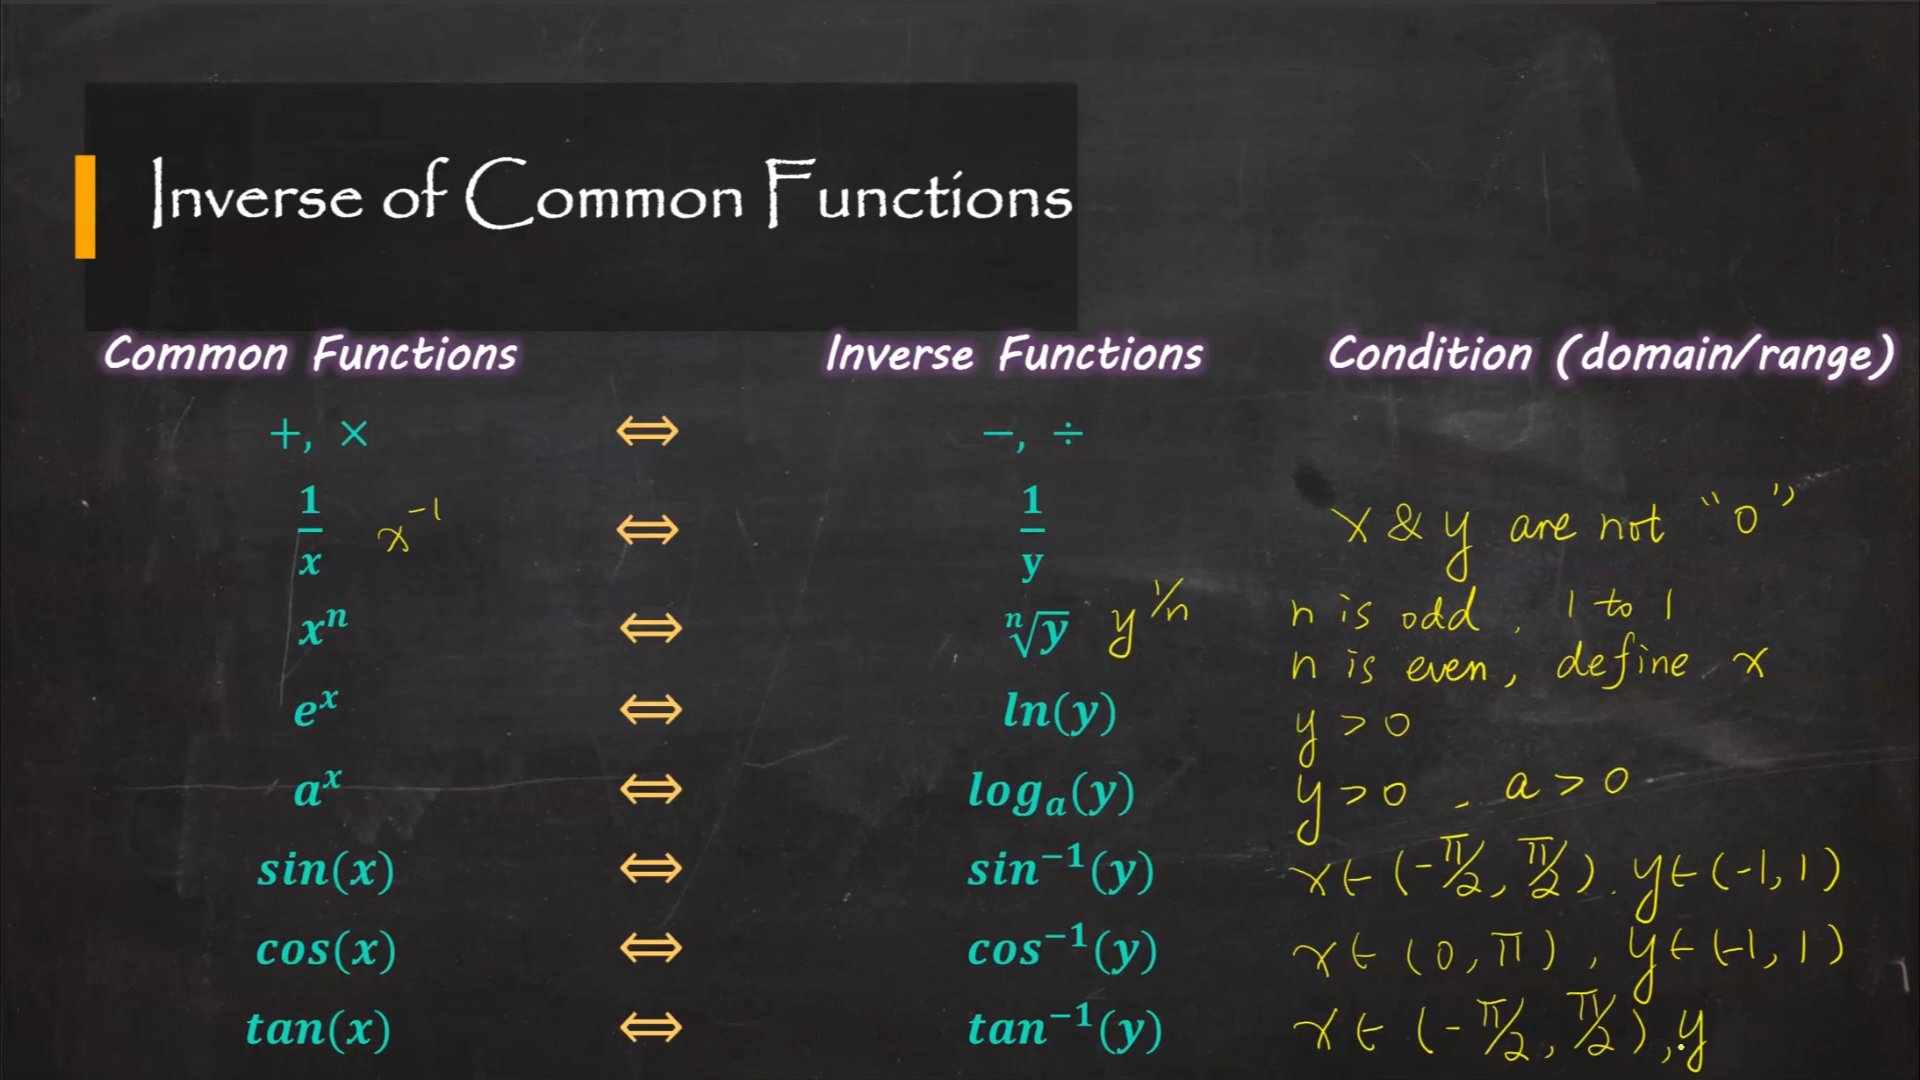 Inverse of Common Functions
Common Functions Inverse Functions Condition (domain/range)
+, × ⇔ −, ÷
1/x x⁻¹ ⇔ 1/y x & y are not "0"
xⁿ ⇔ ⁿ√y y^1/n n is odd, 1 to 1
n is even, define x
eˣ ⇔ ln(y) y > 0
aˣ ⇔ logₐ(y) y > 0 . a > 0
sin(x) ⇔ sin⁻¹(y) x ∈ (-π/2, π/2). y ∈ (-1, 1)
cos(x) ⇔ cos⁻¹(y) x ∈ (0, π), y ∈ (-1, 1)
tan(x) ⇔ tan⁻¹(y) x ∈ (-π/2, π/2), y